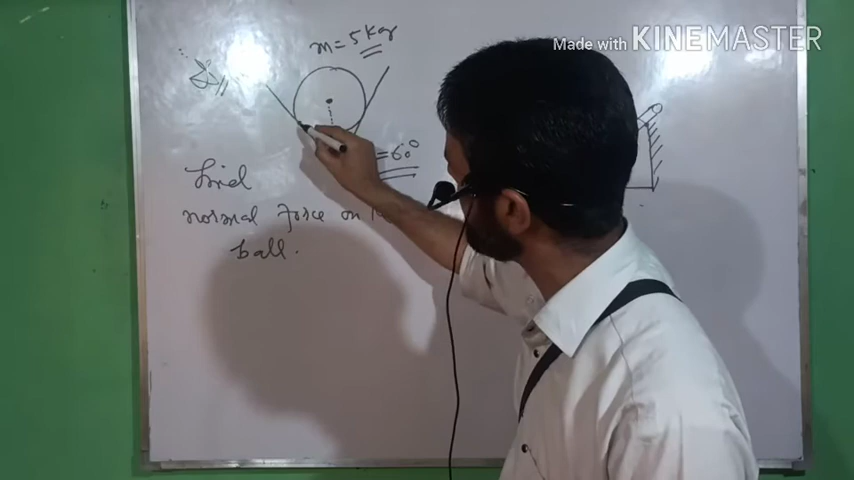 Made with KINEMASTER
m = 5 kg
= 60°
Find
normal force on
ball.